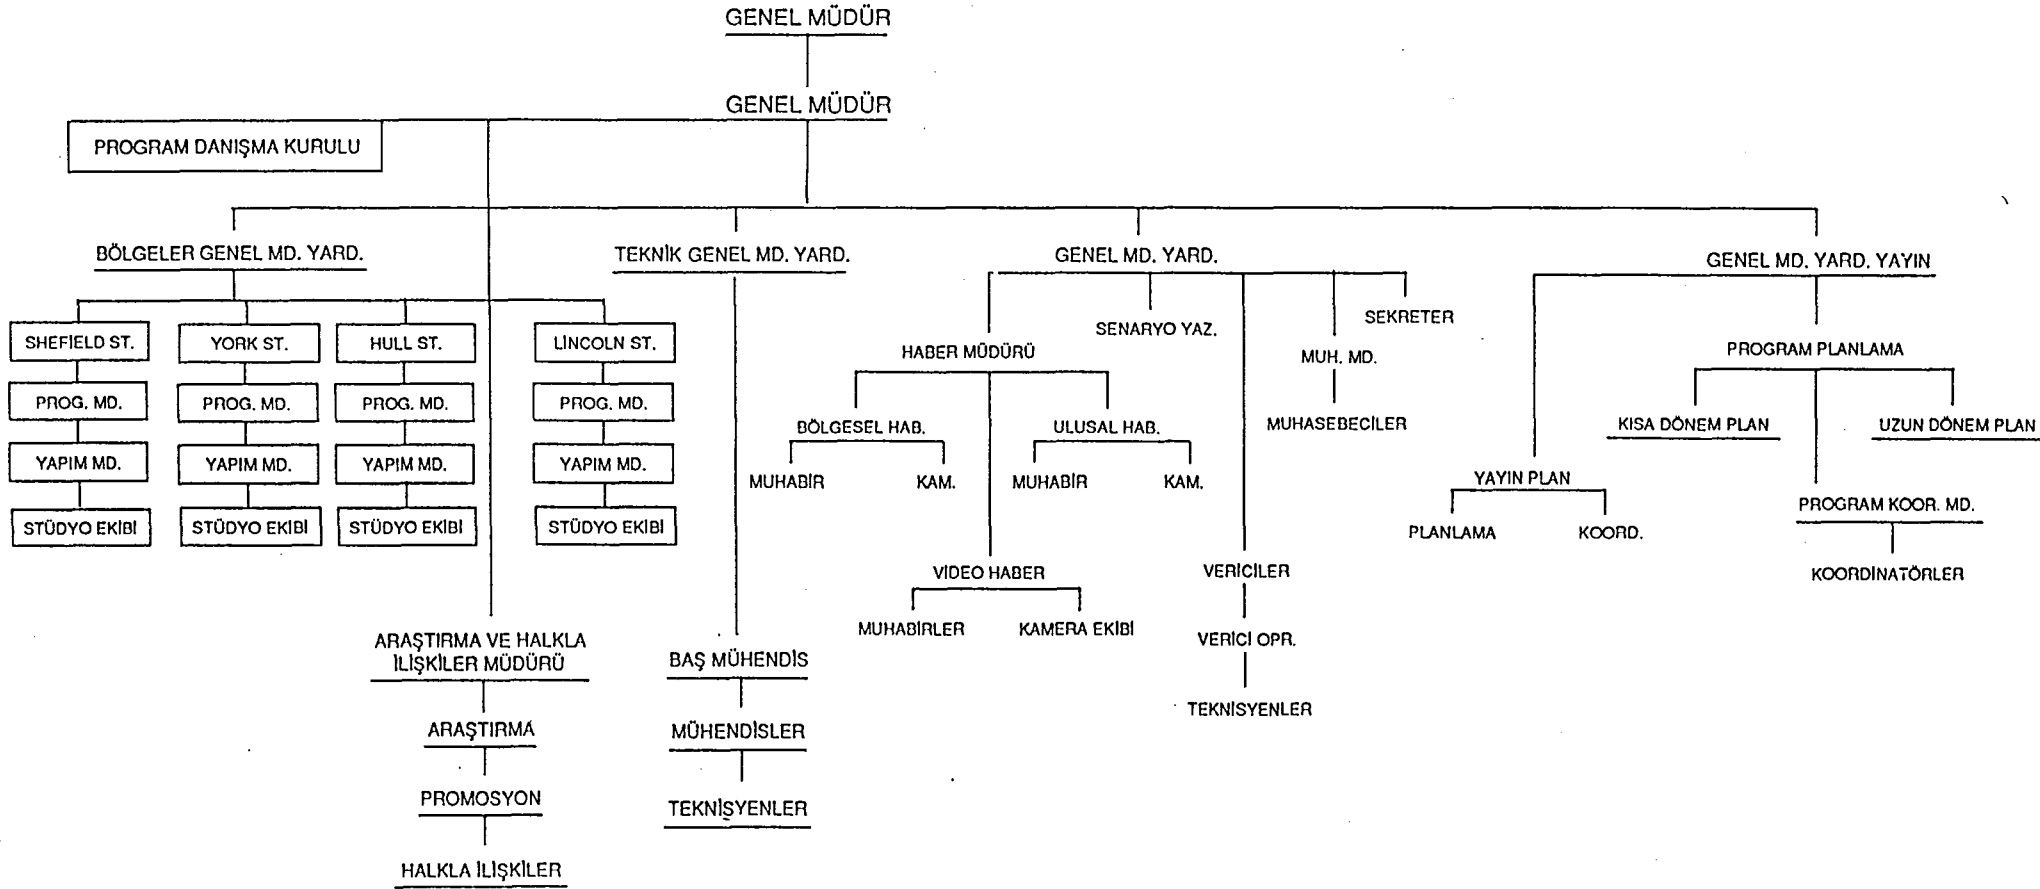 GENEL MÜDÜR
GENEL MÜDÜR
PROGRAM DANIŞMA KURULU
BÖLGELER GENEL MD. YARD.
TEKNİK GENEL MD. YARD.
GENEL MD. YARD.
GENEL MD. YARD. YAYIN
SHEFİELD ST.
YORK ST.
HULL ST.
LİNCOLN ST.
PROG. MD.
PROG. MD.
PROG. MD.
PROG. MD.
YAPIM MD.
YAPIM MD.
YAPIM MD.
YAPIM MD.
STÜDYO EKİBİ
STÜDYO EKİBİ
STÜDYO EKİBİ
STÜDYO EKİBİ
ARAŞTIRMA VE HALKLA
İLİŞKİLER MÜDÜRÜ
ARAŞTIRMA
PROMOSYON
HALKLA İLİŞKİLER
BAŞ MÜHENDİS
MÜHENDİSLER
TEKNİŞYENLER
HABER MÜDÜRÜ
SENARYO YAZ.
SEKRETER
MUH. MD.
MUHASEBECİLER
BÖLGESEL HAB.
ULUSAL HAB.
MUHABİR
KAM.
MUHABİR
KAM.
VİDEO HABER
MUHABİRLER
KAMERA EKİBİ
VERİCİLER
VERİCİ OPR.
TEKNİSYENLER
PROGRAM PLANLAMA
KISA DÖNEM PLAN
UZUN DÖNEM PLAN
YAYIN PLAN
PLANLAMA
KOORD.
PROGRAM KOOR. MD.
KOORDİNATÖRLER